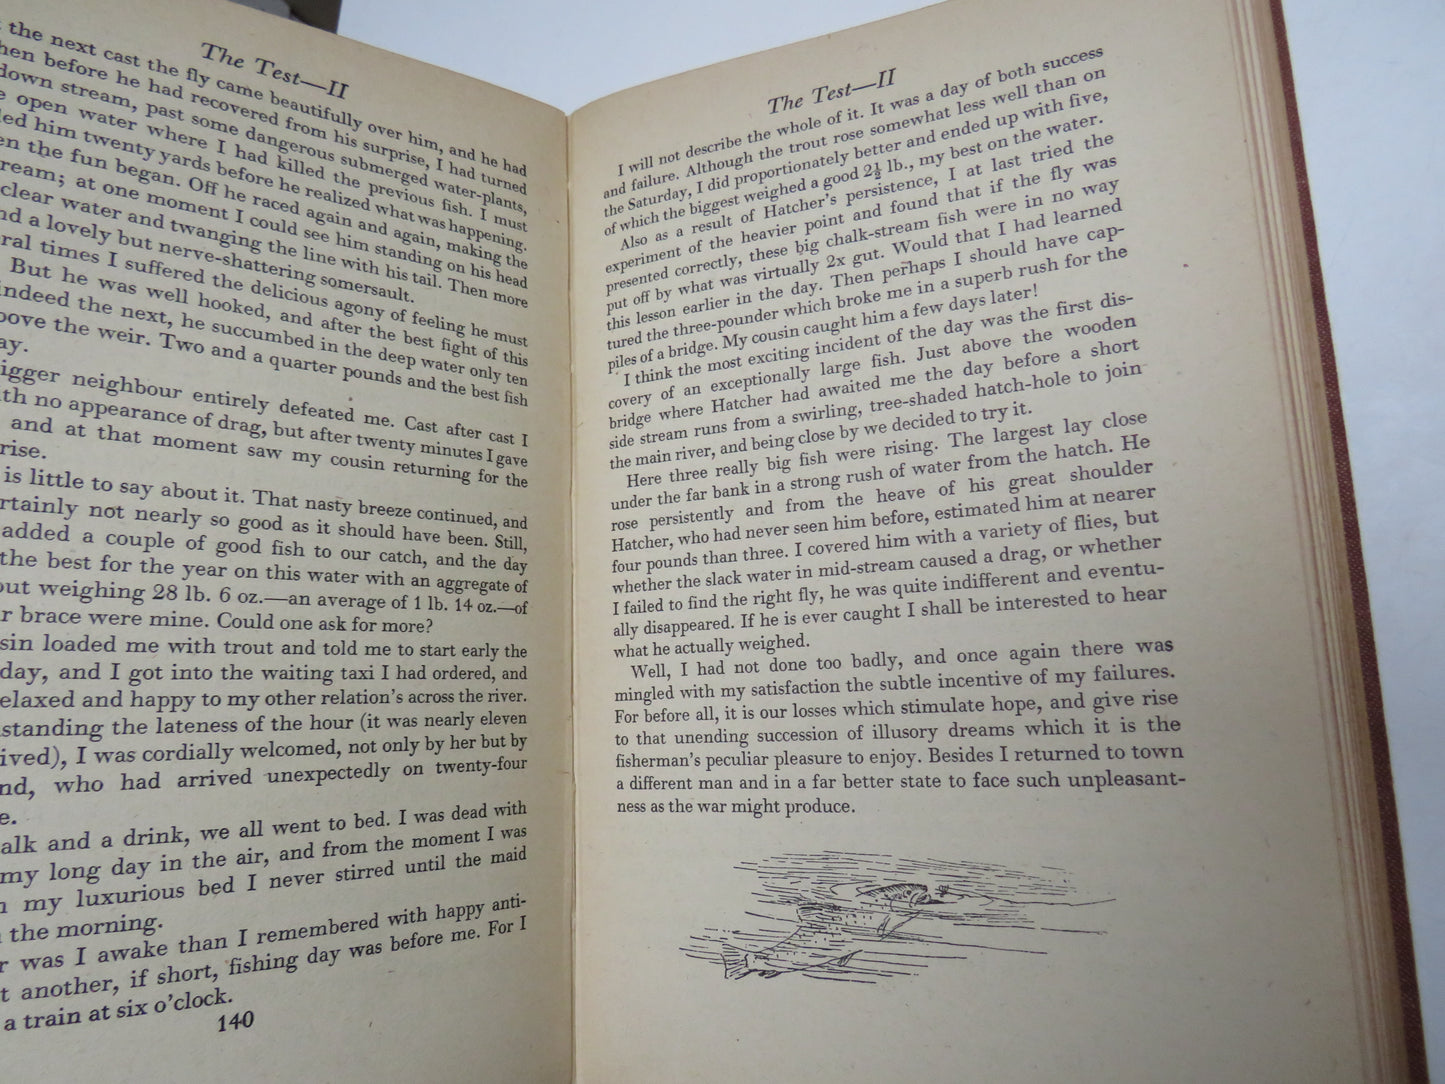 The Test—II
the next cast the fly came beautifully over him, and he had
before he had recovered from his surprise, I had turned
down stream, past some dangerous submerged water-plants,
open water where I had killed the previous fish. I must
him twenty yards before he realized what was happening.
the fun began. Off he raced again and again, making the
at one moment I could see him standing on his head
clear water and twanging the line with his tail. Then more
a lovely but nerve-shattering somersault.
times I suffered the delicious agony of feeling he must
But he was well hooked, and after the best fight of this
indeed the next, he succumbed in the deep water only ten
the weir. Two and a quarter pounds and the best fish
neighbour entirely defeated me. Cast after cast I
no appearance of drag, but after twenty minutes I gave
and at that moment saw my cousin returning for the
rise.
is little to say about it. That nasty breeze continued, and
not nearly so good as it should have been. Still,
added a couple of good fish to our catch, and the day
the best for the year on this water with an aggregate of
weighing 28 lb. 6 oz.—an average of 1 lb. 14 oz.—of
brace were mine. Could one ask for more?
loaded me with trout and told me to start early the
day, and I got into the waiting taxi I had ordered, and
relaxed and happy to my other relation's across the river.
standing the lateness of the hour (it was nearly eleven
I was cordially welcomed, not only by her but by
who had arrived unexpectedly on twenty-four
and a drink, we all went to bed. I was dead with
my long day in the air, and from the moment I was
my luxurious bed I never stirred until the maid
the morning.
was I awake than I remembered with happy anti-
another, if short, fishing day was before me. For I
a train at six o'clock.
140
The Test—II
I will not describe the whole of it. It was a day of both success
and failure. Although the trout rose somewhat less well than on
the Saturday, I did proportionately better and ended up with five,
of which the biggest weighed a good 2½ lb., my best on the water.
Also as a result of Hatcher's persistence, I at last tried the
experiment of the heavier point and found that if the fly was
presented correctly, these big chalk-stream fish were in no way
put off by what was virtually 2x gut. Would that I had learned
this lesson earlier in the day. Then perhaps I should have cap-
tured the three-pounder which broke me in a superb rush for the
piles of a bridge. My cousin caught him a few days later!
I think the most exciting incident of the day was the first dis-
covery of an exceptionally large fish. Just above the wooden
bridge where Hatcher had awaited me the day before a short
side stream runs from a swirling, tree-shaded hatch-hole to join
the main river, and being close by we decided to try it.
Here three really big fish were rising. The largest lay close
under the far bank in a strong rush of water from the hatch. He
rose persistently and from the heave of his great shoulder
Hatcher, who had never seen him before, estimated him at nearer
four pounds than three. I covered him with a variety of flies, but
whether the slack water in mid-stream caused a drag, or whether
I failed to find the right fly, he was quite indifferent and eventu-
ally disappeared. If he is ever caught I shall be interested to hear
what he actually weighed.
Well, I had not done too badly, and once again there was
mingled with my satisfaction the subtle incentive of my failures.
For before all, it is our losses which stimulate hope, and give rise
to that unending succession of illusory dreams which it is the
fisherman's peculiar pleasure to enjoy. Besides I returned to town
a different man and in a far better state to face such unpleasant-
ness as the war might produce.